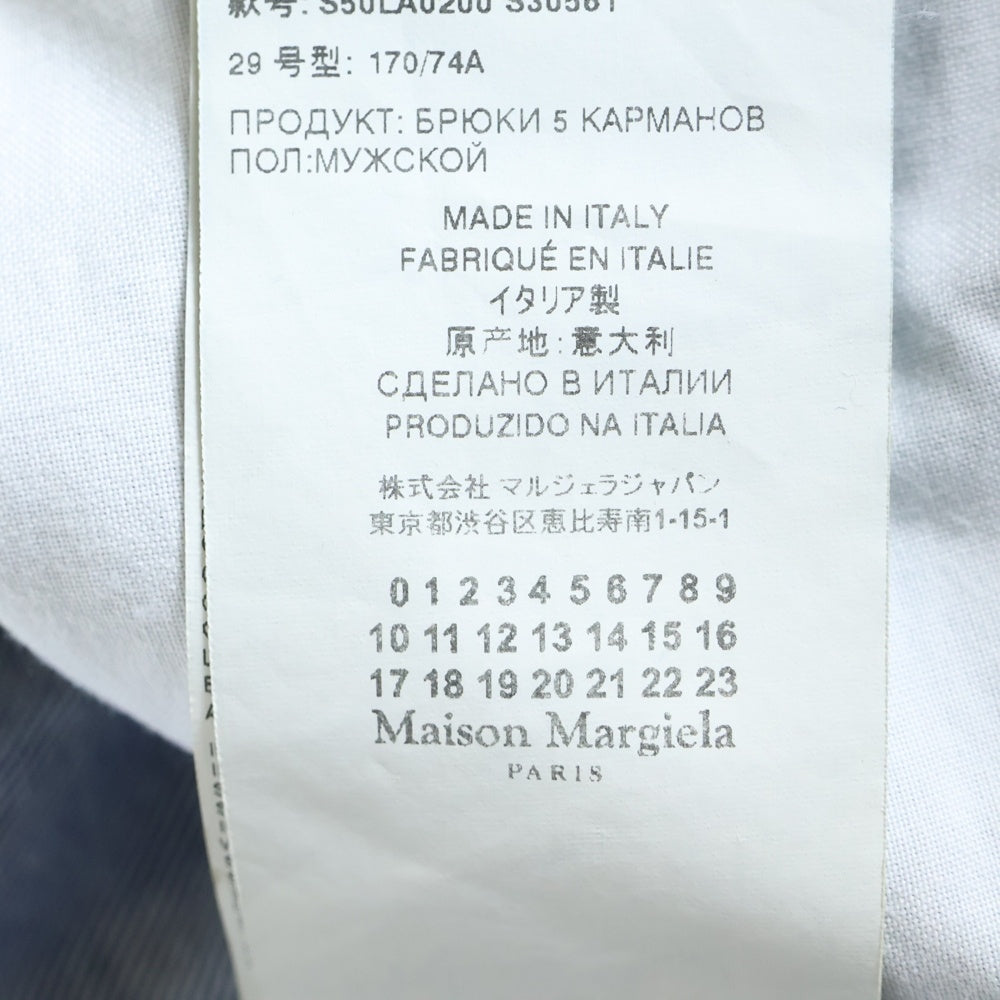 款号: S50LA0200 S30561
29 号型: 170/74A
ПРОДУКТ: БРЮКИ 5 КАРМАНОВ
ПОЛ:МУЖСКОЙ
MADE IN ITALY
FABRIQUÉ EN ITALIE
イタリア製
原产地:意大利
СДЕЛАНО В ИТАЛИИ
PRODUZIDO NA ITALIA
株式会社 マルジェラジャパン
東京都渋谷区恵比寿南1-15-1
0 1 2 3 4 5 6 7 8 9
10 11 12 13 14 15 16
17 18 19 20 21 22 23
Maison Margiela
PARIS